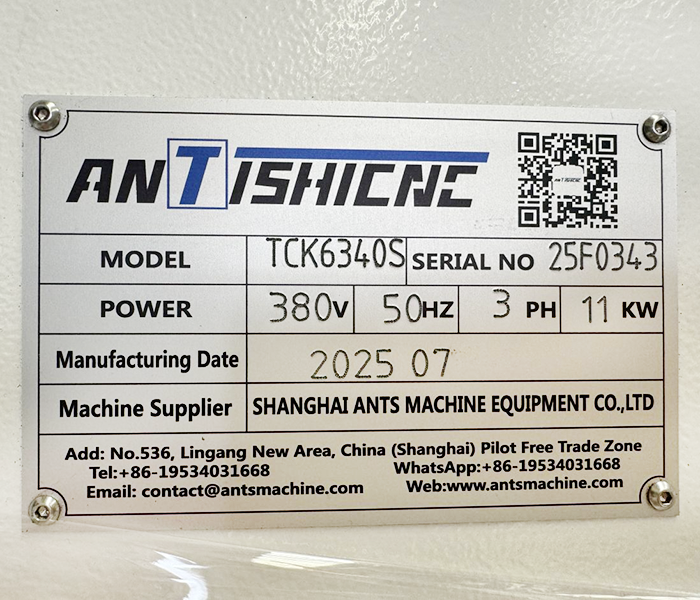 ANTISHICNC
ANTISHICNC
MODEL TCK6340S SERIAL NO 25F0343
POWER 380V 50HZ 3 PH 11 KW
Manufacturing Date 2025 07
Machine Supplier SHANGHAI ANTS MACHINE EQUIPMENT CO.,LTD
Add: No.536, Lingang New Area, China (Shanghai) Pilot Free Trade Zone
Tel:+86-19534031668 WhatsApp:+86-19534031668
Email: contact@antsmachine.com Web:www.antsmachine.com